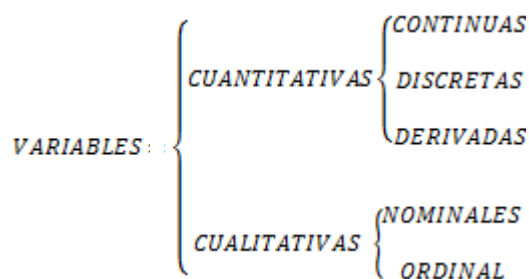 VARIABLES :
CUANTITATIVAS
CONTINUAS
DISCRETAS
DERIVADAS
CUALITATIVAS
NOMINALES
ORDINAL